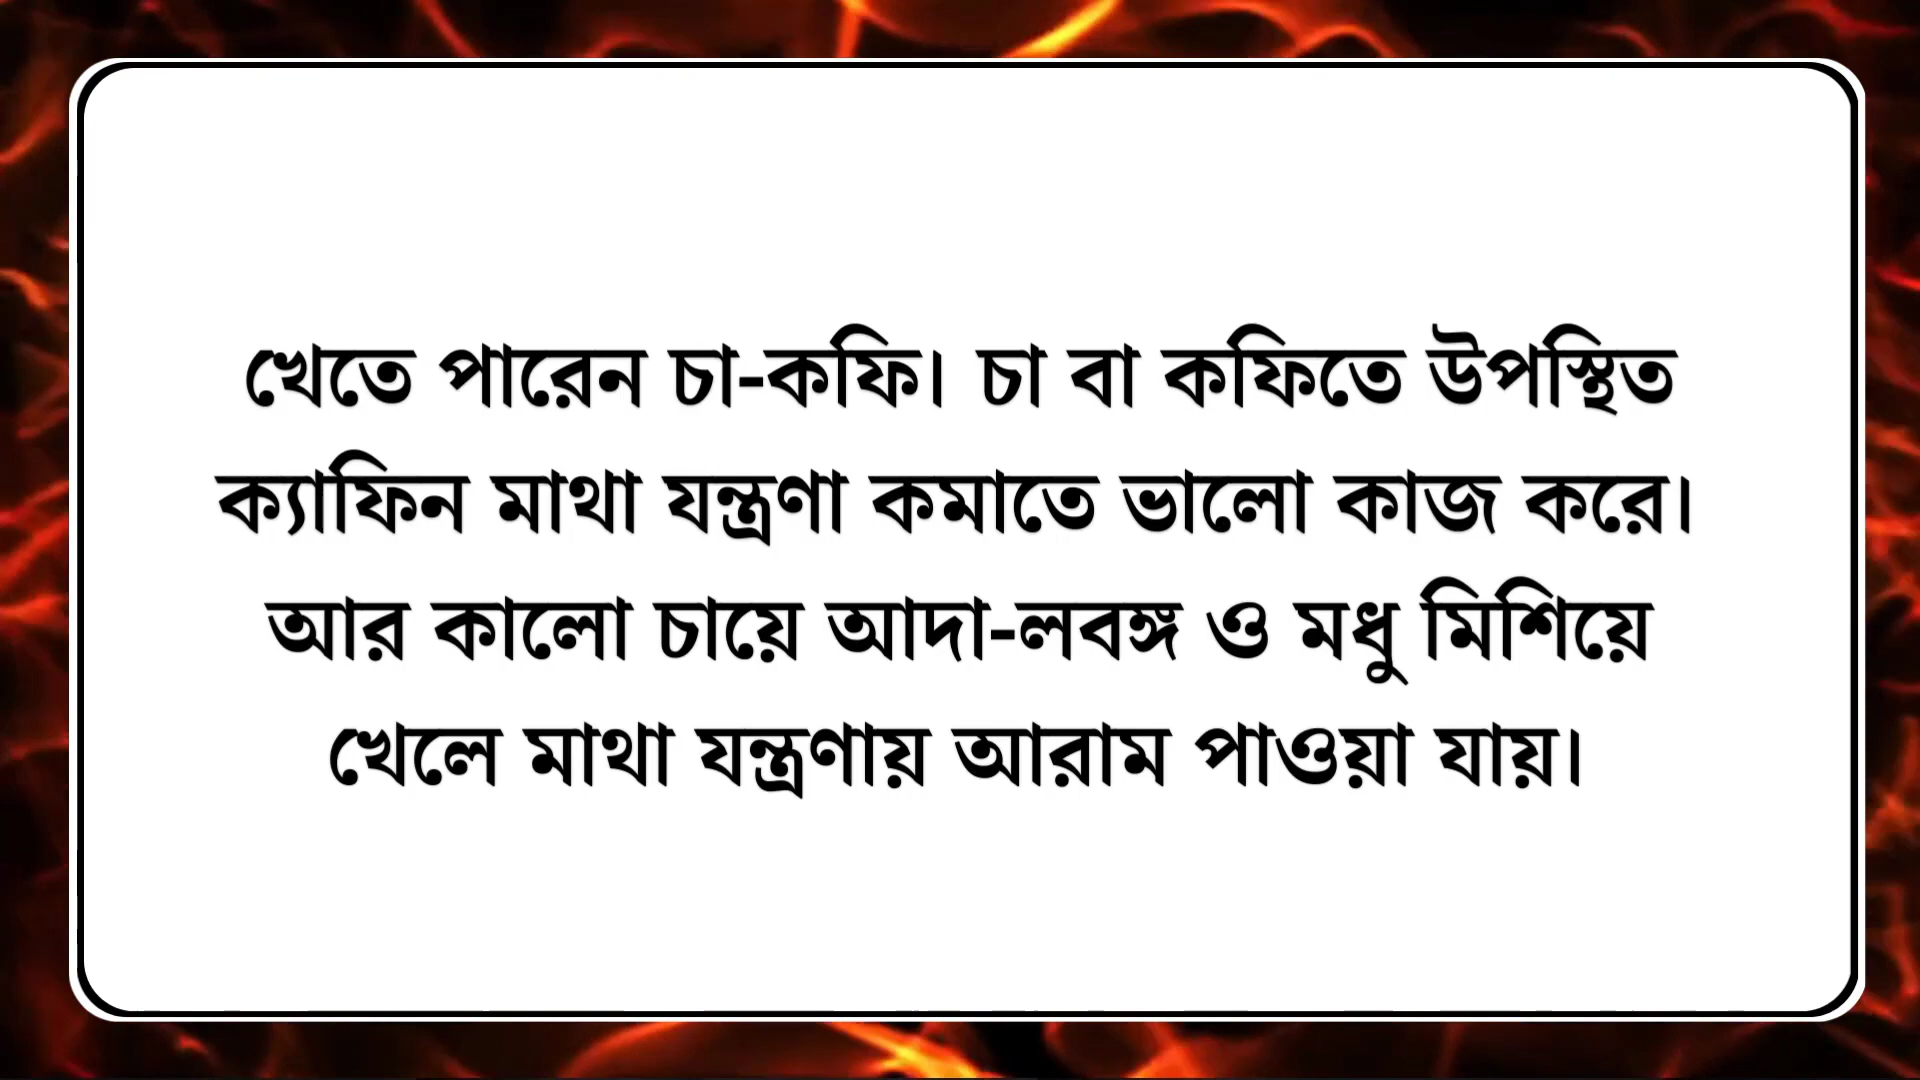 খেতে পারেন চা-কফি। চা বা কফিতে উপস্থিত
ক্যাফিন মাথা যন্ত্রণা কমাতে ভালো কাজ করে।
আর কালো চায়ে আদা-লবঙ্গ ও মধু মিশিয়ে
খেলে মাথা যন্ত্রণায় আরাম পাওয়া যায়।